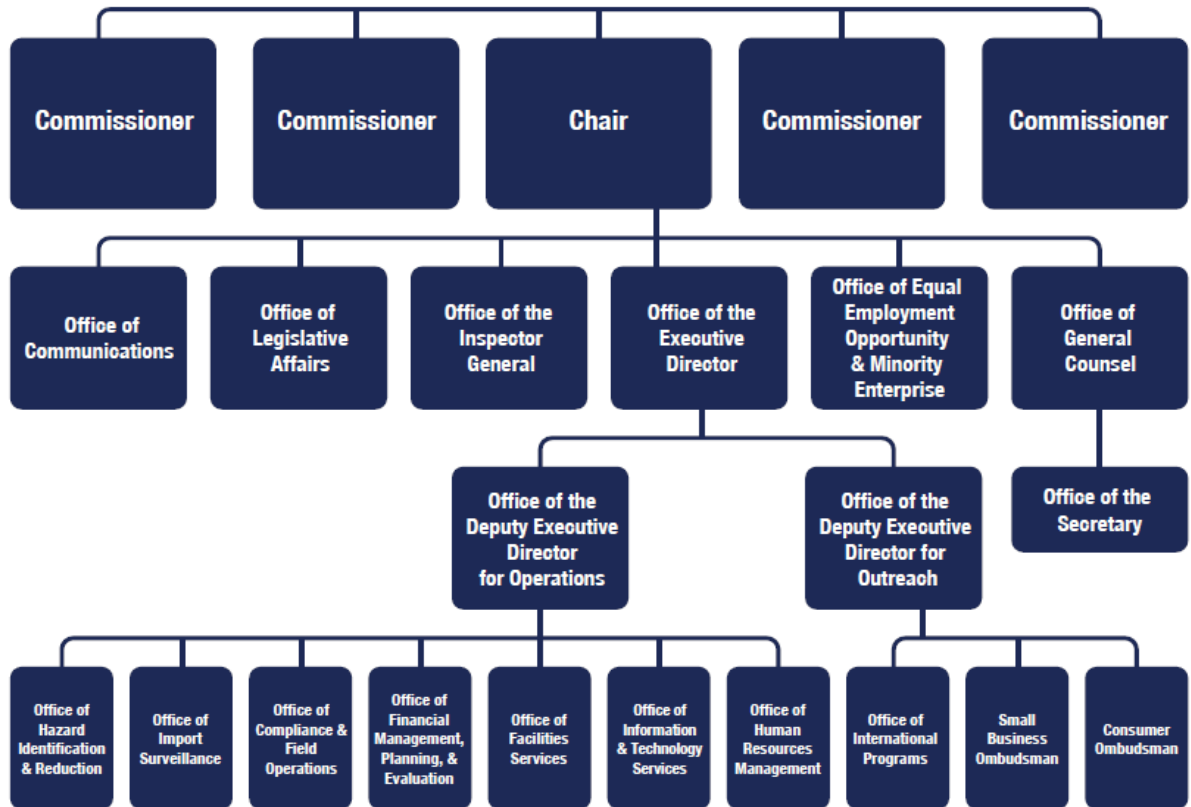 Commissioner
Commissioner
Chair
Commissioner
Commissioner
Office of
Communications
Office of
Legislative
Affairs
Office of the
Inspector
General
Office of the
Executive
Director
Office of Equal
Employment
Opportunity
& Minority
Enterprise
Office of
General
Counsel
Office of the
Deputy Executive
Director
for Operations
Office of the
Deputy Executive
Director for
Outreach
Office of the
Secretary
Office of
Hazard
Identification
& Reduction
Office of
Import
Surveillance
Office of
Compliance &
Field
Operations
Office of
Financial
Management,
Planning, &
Evaluation
Office of
Facilities
Services
Office of
Information
& Technology
Services
Office of
Human
Resources
Management
Office of
International
Programs
Small
Business
Ombudsman
Consumer
Ombudsman